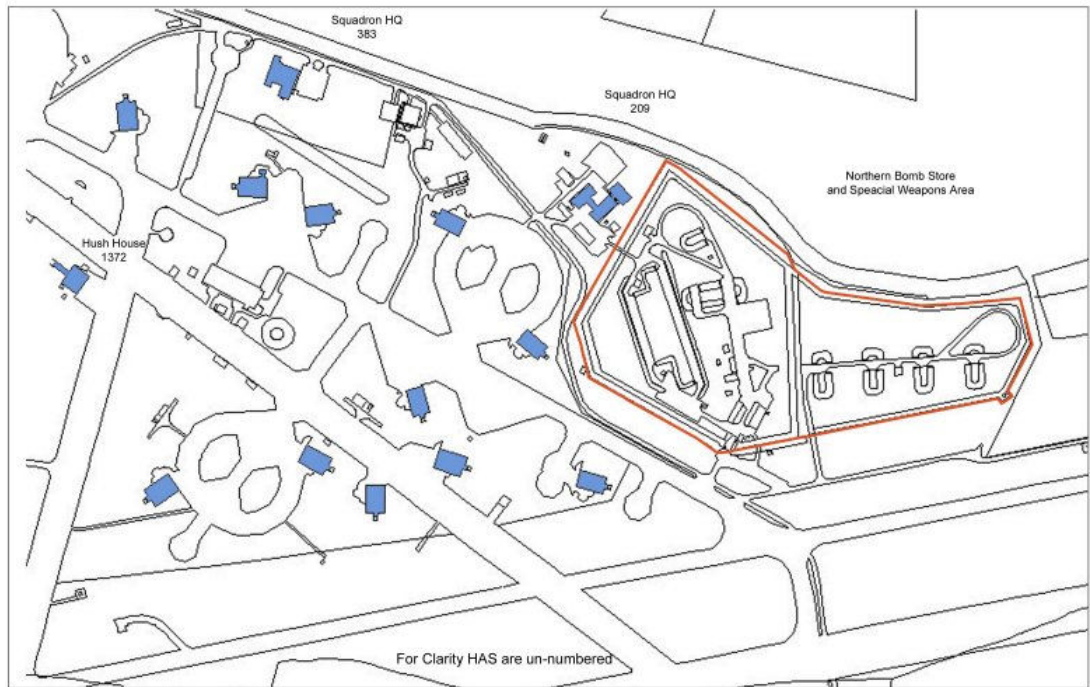 Squadron HQ
383
Squadron HQ
209
Northern Bomb Store
and Speacial Weapons Area
Hush House
1372
For Clarity HAS are un-numbered